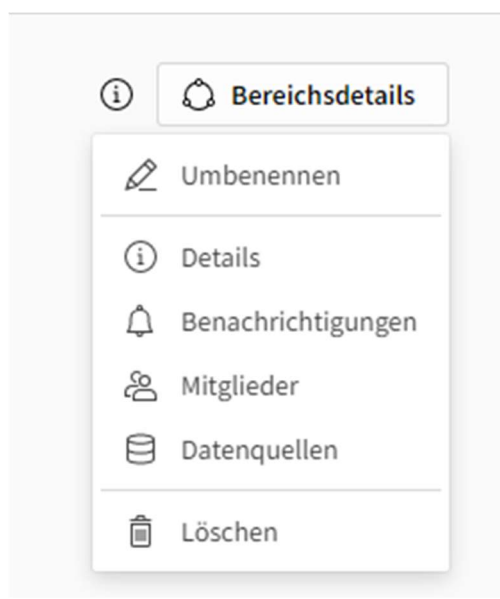 Bereichsdetails
Umbenennen
Details
Benachrichtigungen
Mitglieder
Datenquellen
Löschen